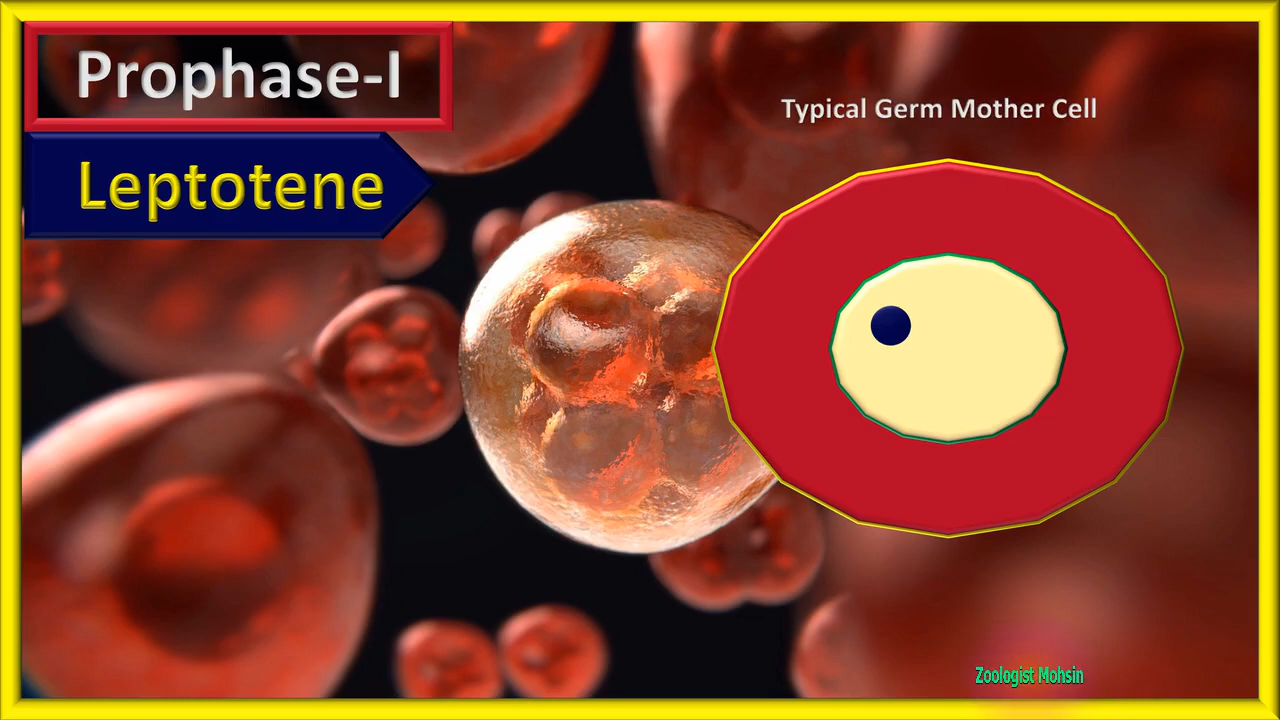 Prophase-I
Leptotene
Typical Germ Mother Cell
Zoologist Mohsin